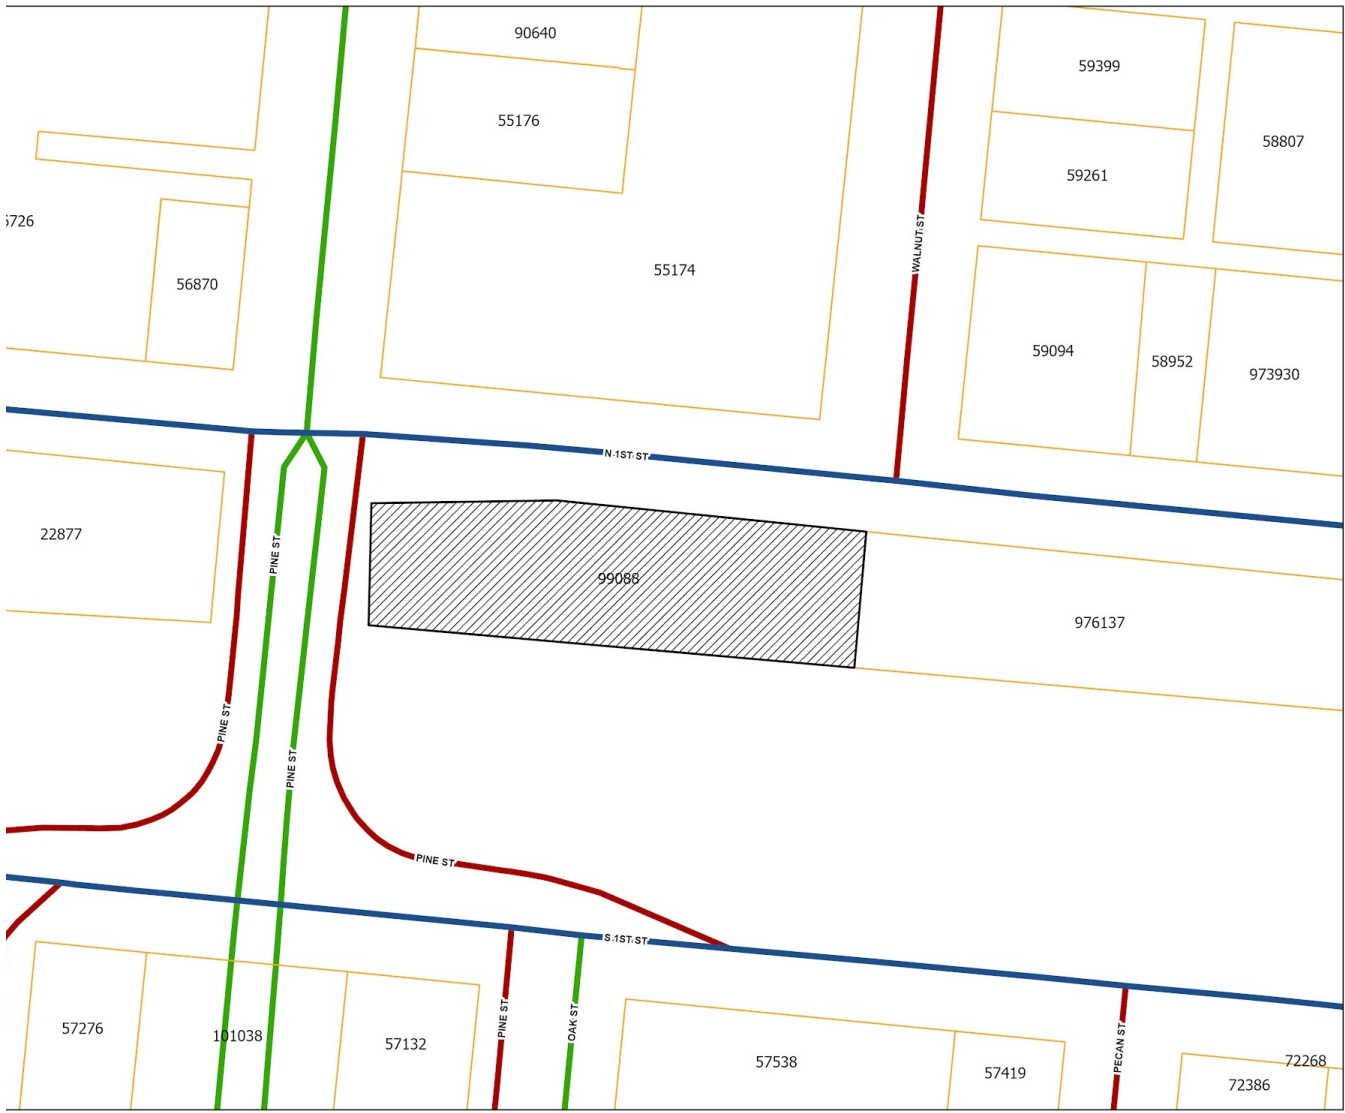 90640
59399
55176
58807
59261
5726
WALNUT ST
55174
56870
59094
58952
973930
N 1ST ST
22877
PINE ST
99088
976137
PINE ST
PINE ST
PINE ST
S 1ST ST
57276
101038
57132
PINE ST
OAK ST
57538
57419
PECAN ST
72268
72386